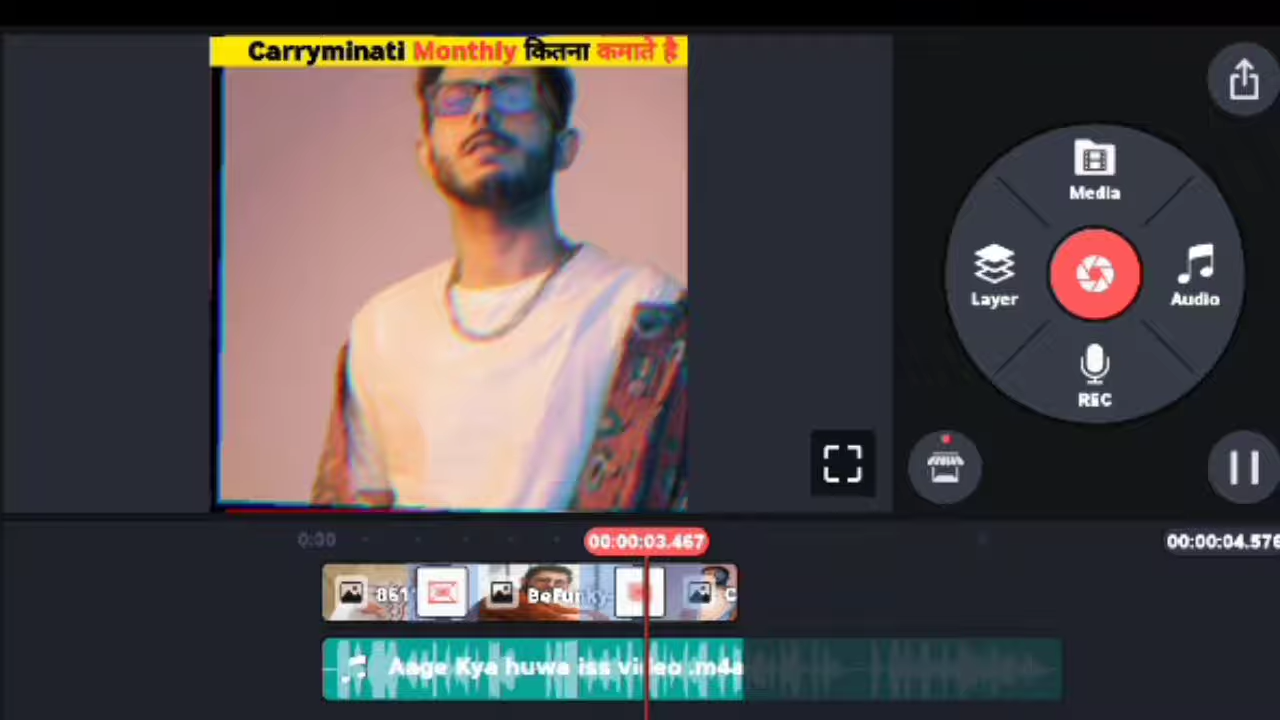 Carryminati Monthly कितना कमाते है
Media
Layer
Audio
REC
0:00
00:00:03.467
00:00:04.576
861
BeFunky-
C
Aage Kya huwa iss video .m4a